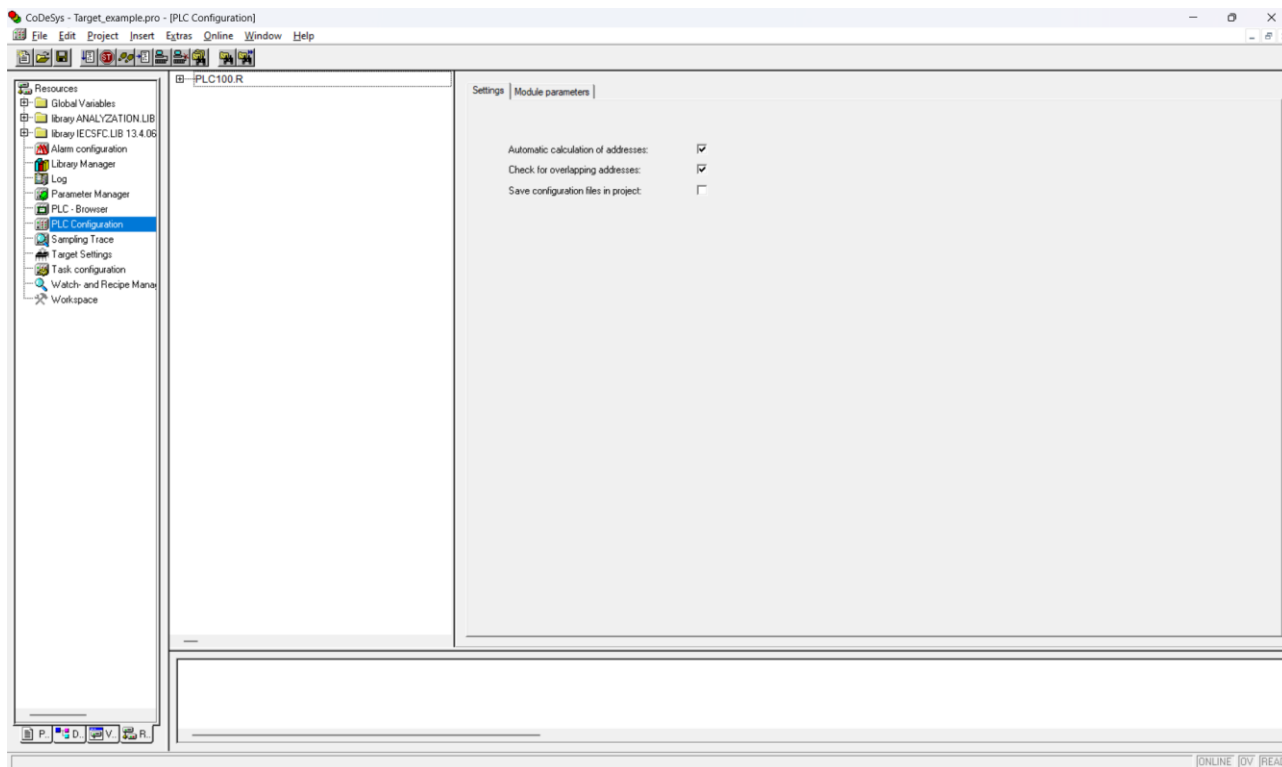 CoDeSys - Target_example.pro - [PLC Configuration]
File Edit Project Insert Extras Online Window Help
Resources
Global Variables
library ANALYZATION.LIB
library IECSFC.LIB 13.4.06
Alarm configuration
Library Manager
Log
Parameter Manager
PLC - Browser
PLC Configuration
Sampling Trace
Target Settings
Task configuration
Watch- and Recipe Mana
Workspace
PLC100.R
Settings Module parameters
Automatic calculation of addresses:
Check for overlapping addresses:
Save configuration files in project:
P.. D.. V.. R..
ONLINE OV REA